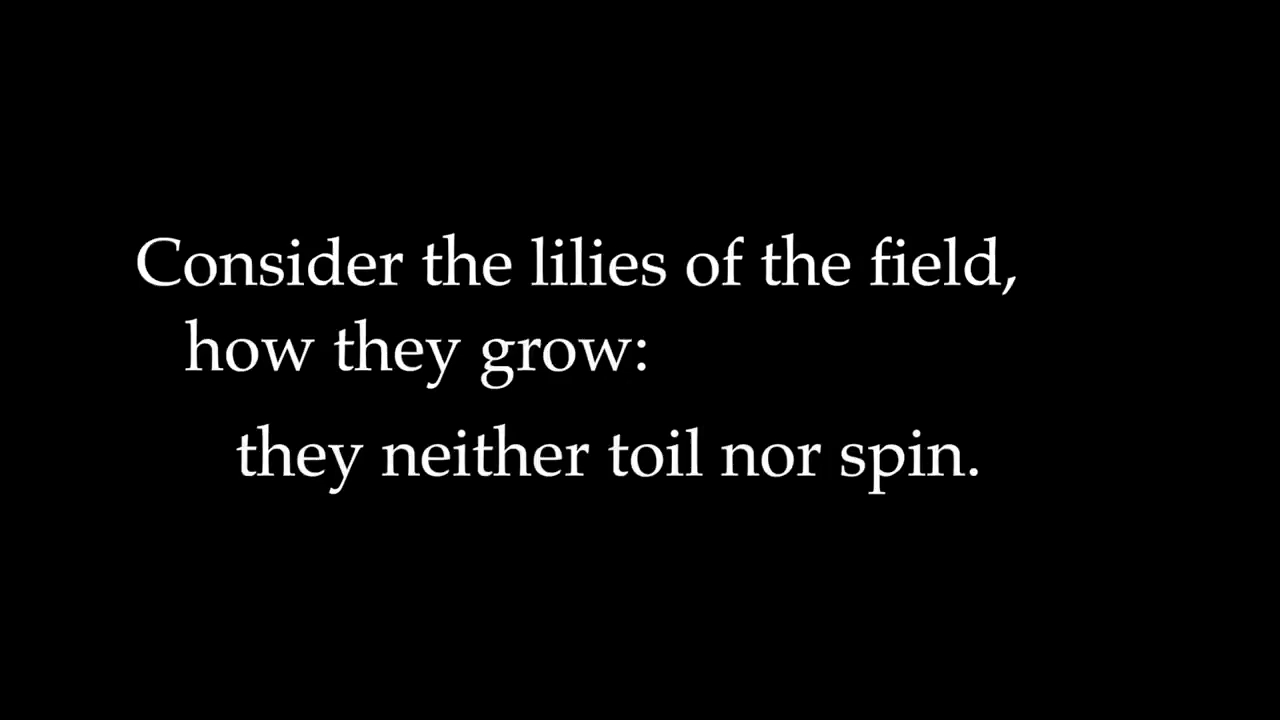 Consider the lilies of the field,
how they grow:
they neither toil nor spin.